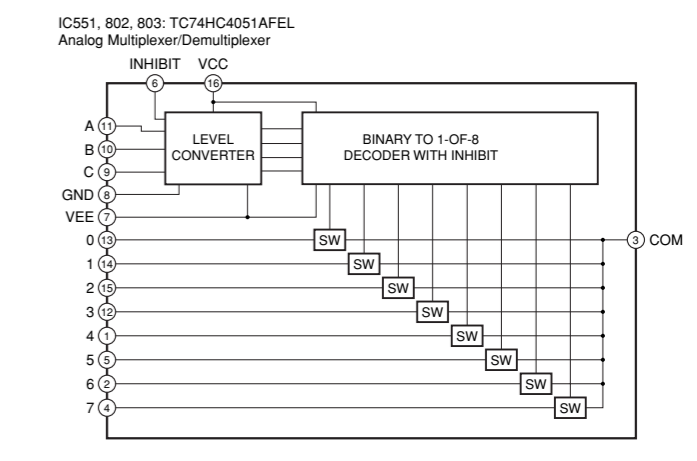 IC551, 802, 803: TC74HC4051AFEL
Analog Multiplexer/Demultiplexer
INHIBIT VCC
6 16
A 11
B 10
C 9
GND 8
VEE 7
LEVEL
CONVERTER
BINARY TO 1-OF-8
DECODER WITH INHIBIT
0 13 SW 3 COM
1 14 SW
2 15 SW
3 12 SW
4 1 SW
5 5 SW
6 2 SW
7 4 SW